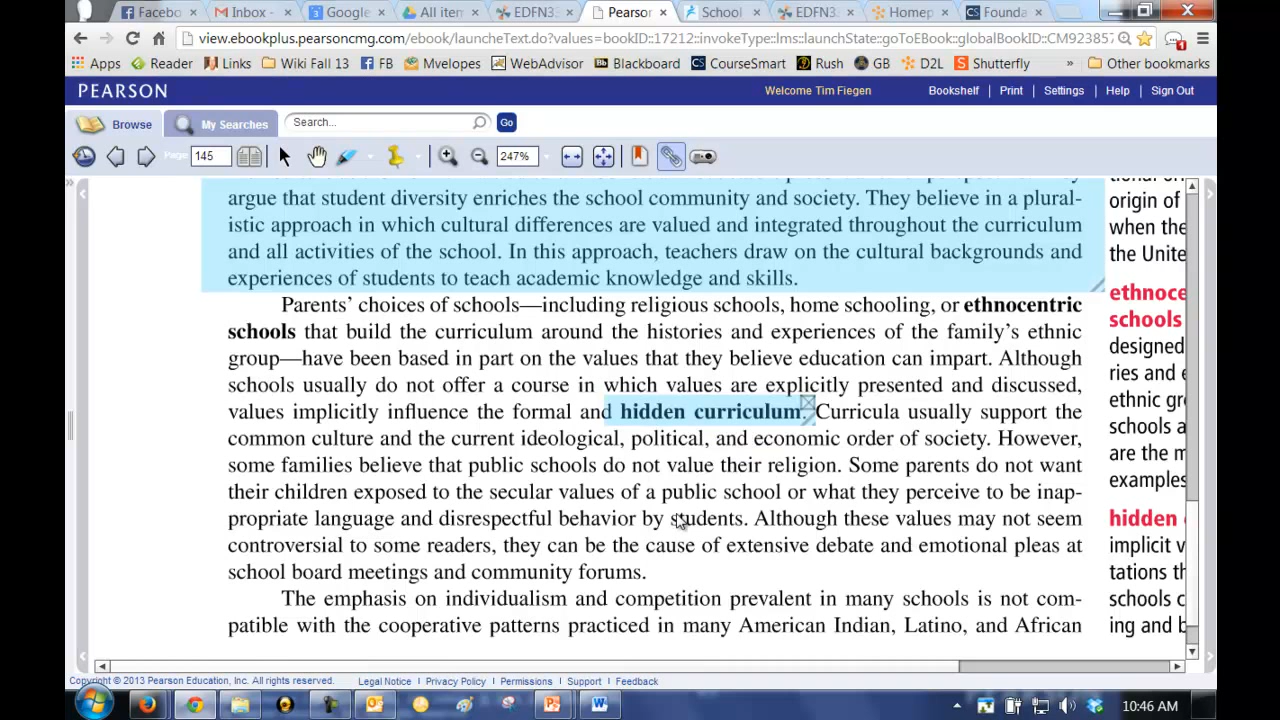 Facebo
Inbox -
Google
All item
EDFN33
Pearson
School
EDFN33
Homep
Founda
view.ebookplus.pearsoncmg.com/ebook/launcheText.do?values=bookID::17212::invokeType::lms::launchState::goToEBook::globalBookID::CM923857
Apps Reader Links Wiki Fall 13 FB Mvelopes WebAdvisor Blackboard CourseSmart Rush GB D2L Shutterfly » Other bookmarks
PEARSON Welcome Tim Fiegen Bookshelf | Print | Settings | Help | Sign Out
Browse My Searches Search... Go
Page 145 247%
argue that student diversity enriches the school community and society. They believe in a plural-
istic approach in which cultural differences are valued and integrated throughout the curriculum
and all activities of the school. In this approach, teachers draw on the cultural backgrounds and
experiences of students to teach academic knowledge and skills.
Parents' choices of schools—including religious schools, home schooling, or ethnocentric
schools that build the curriculum around the histories and experiences of the family's ethnic
group—have been based in part on the values that they believe education can impart. Although
schools usually do not offer a course in which values are explicitly presented and discussed,
values implicitly influence the formal and hidden curriculum. Curricula usually support the
common culture and the current ideological, political, and economic order of society. However,
some families believe that public schools do not value their religion. Some parents do not want
their children exposed to the secular values of a public school or what they perceive to be inap-
propriate language and disrespectful behavior by students. Although these values may not seem
controversial to some readers, they can be the cause of extensive debate and emotional pleas at
school board meetings and community forums.
The emphasis on individualism and competition prevalent in many schools is not com-
patible with the cooperative patterns practiced in many American Indian, Latino, and African
origin of
when the
the Unite
ethnoce
schools
designed
ries and e
ethnic gr
schools a
are the m
examples
hidden
implicit v
tations th
schools c
ing and b
Copyright © 2013 Pearson Education, Inc. All rights reserved. Legal Notice | Privacy Policy | Permissions | Support | Feedback
10:46 AM